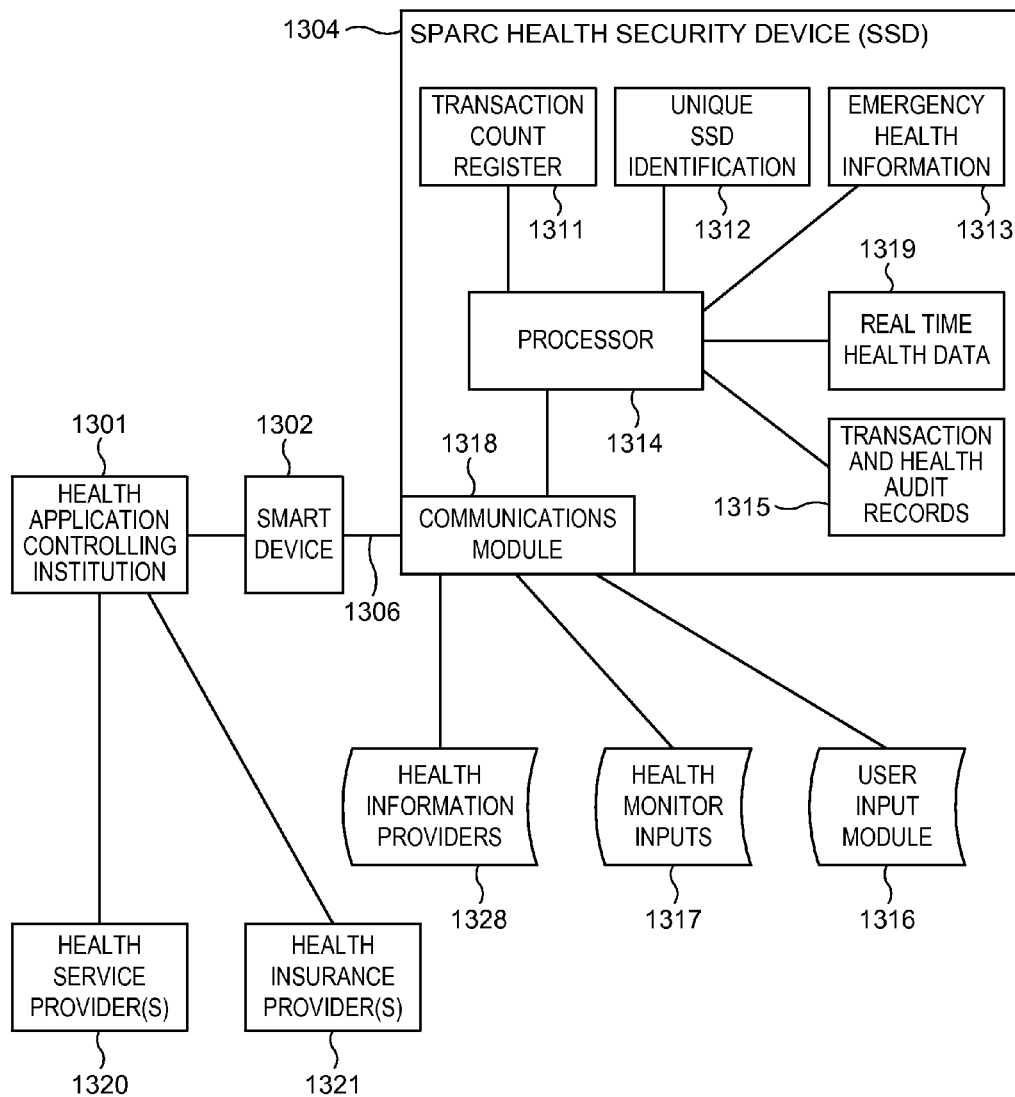 1304
SPARC HEALTH SECURITY DEVICE (SSD)
TRANSACTION
COUNT
REGISTER
1311
UNIQUE
SSD
IDENTIFICATION
1312
EMERGENCY
HEALTH
INFORMATION
1313
1319
REAL TIME
HEALTH DATA
PROCESSOR
1314
TRANSACTION
AND HEALTH
AUDIT
RECORDS
1315
1318
COMMUNICATIONS
MODULE
1301
HEALTH
APPLICATION
CONTROLLING
INSTITUTION
1302
SMART
DEVICE
1306
HEALTH
INFORMATION
PROVIDERS
1328
HEALTH
MONITOR
INPUTS
1317
USER
INPUT
MODULE
1316
HEALTH
SERVICE
PROVIDER(S)
1320
HEALTH
INSURANCE
PROVIDER(S)
1321